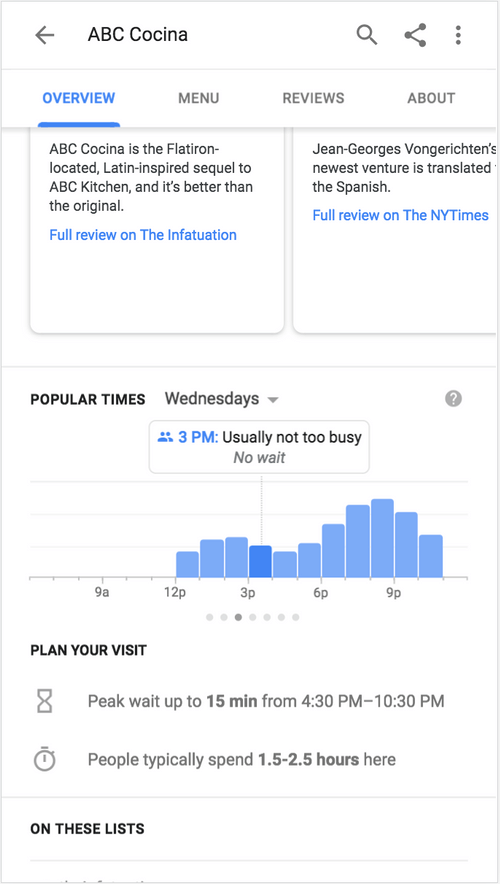 ABC Cocina
OVERVIEW MENU REVIEWS ABOUT
ABC Cocina is the Flatiron-
located, Latin-inspired sequel to
ABC Kitchen, and it's better than
the original.
Full review on The Infatuation
Jean-Georges Vongerichten's
newest venture is translated
the Spanish.
Full review on The NYTimes
POPULAR TIMES Wednesdays
3 PM: Usually not too busy
No wait
9a 12p 3p 6p 9p
PLAN YOUR VISIT
Peak wait up to 15 min from 4:30 PM–10:30 PM
People typically spend 1.5-2.5 hours here
ON THESE LISTS